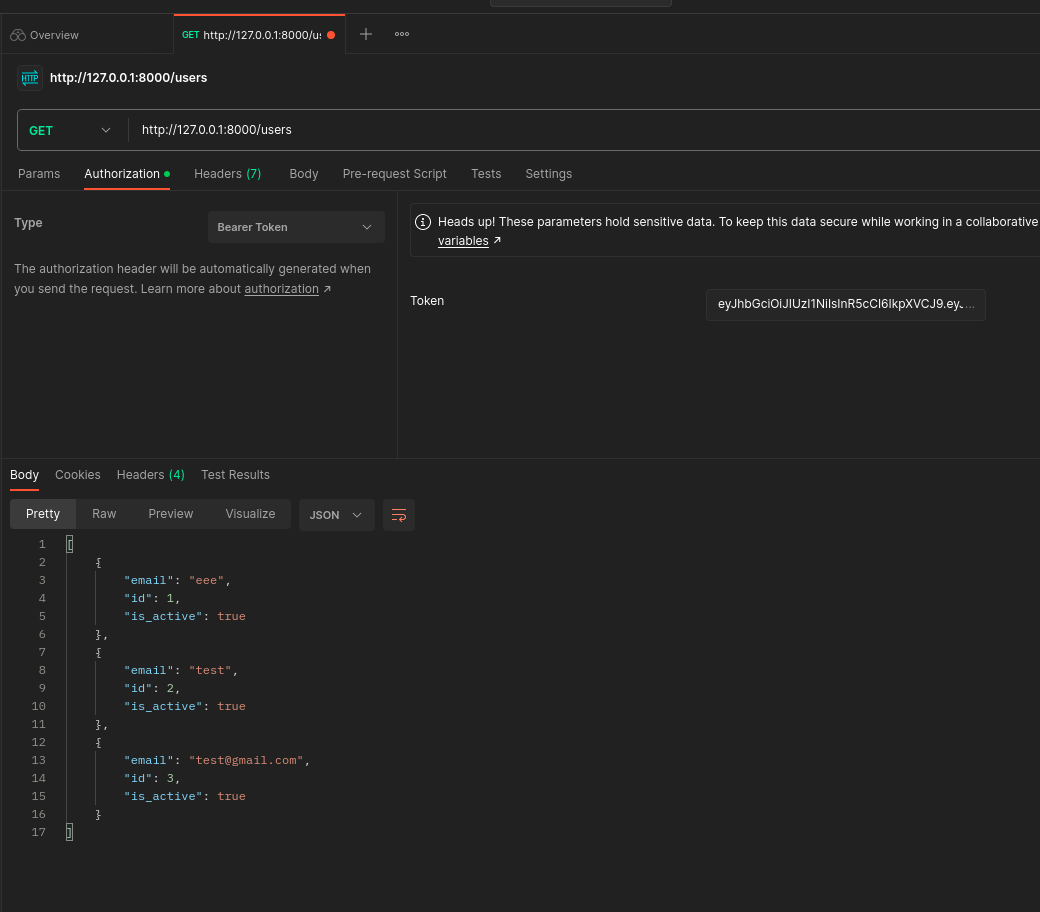 Overview
GET http://127.0.0.1:8000/us
http://127.0.0.1:8000/users
GET http://127.0.0.1:8000/users
Params Authorization Headers (7) Body Pre-request Script Tests Settings
Type Bearer Token
The authorization header will be automatically generated when
you send the request. Learn more about authorization ↗
Heads up! These parameters hold sensitive data. To keep this data secure while working in a collaborative
variables ↗
Token eyJhbGciOiJIUzI1NiIsInR5cCI6IkpXVCJ9.eyJ...
Body Cookies Headers (4) Test Results
Pretty Raw Preview Visualize JSON
1 [
2 {
3 "email": "eee",
4 "id": 1,
5 "is_active": true
6 },
7 {
8 "email": "test",
9 "id": 2,
10 "is_active": true
11 },
12 {
13 "email": "test@gmail.com",
14 "id": 3,
15 "is_active": true
16 }
17 ]